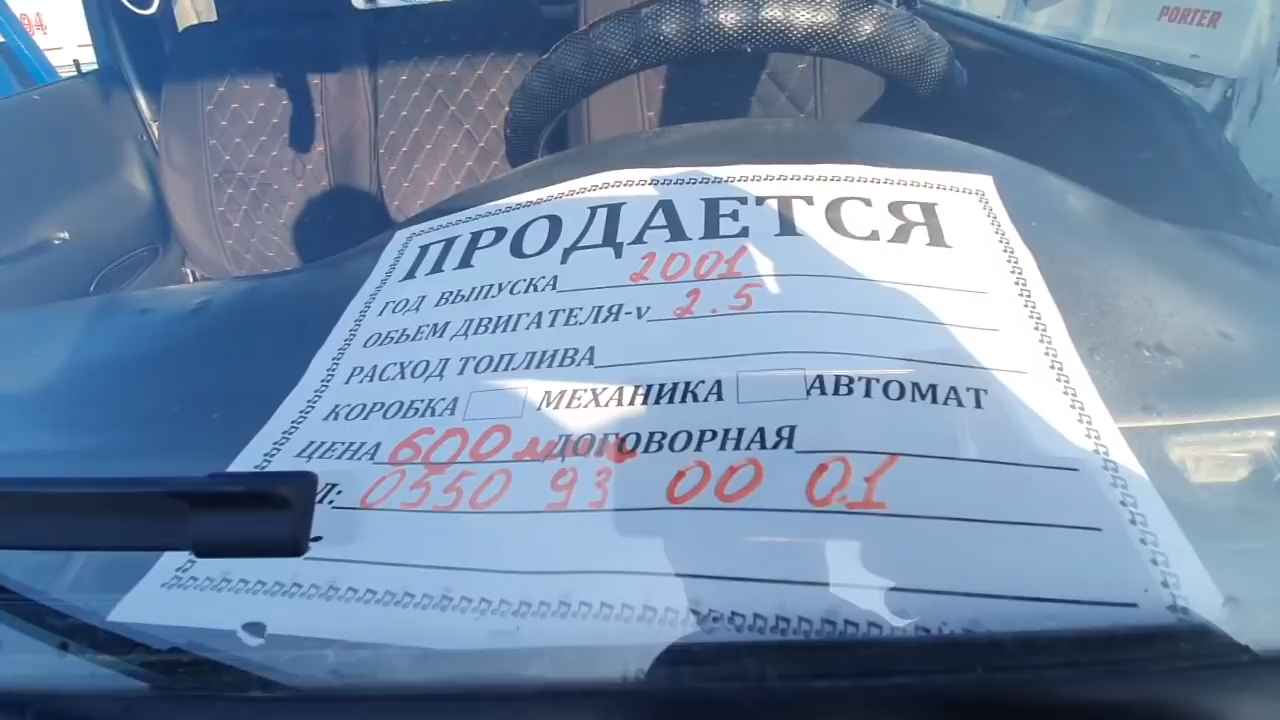 94
PORTER
ПРОДАЕТСЯ
ГОД ВЫПУСКА 2001
ОБЬЕМ ДВИГАТЕЛЯ-v 2.5
РАСХОД ТОПЛИВА
КОРОБКА МЕХАНИКА АВТОМАТ
ЦЕНА 600 ДОГОВОРНАЯ
Л: 0550 93 00 01